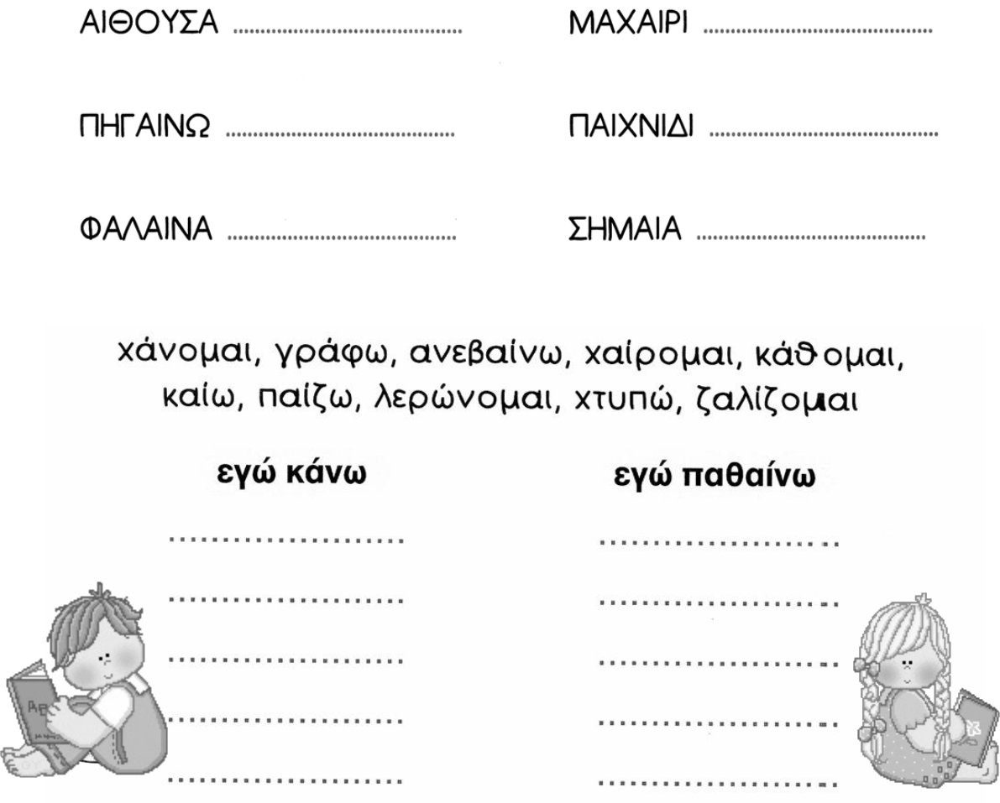 ΑΙΘΟΥΣΑ ........................................ ΜΑΧΑΙΡΙ ........................................
ΠΗΓΑΙΝΩ ........................................ ΠΑΙΧΝΙΔΙ ........................................
ΦΑΛΑΙΝΑ ........................................ ΣΗΜΑΙΑ ........................................
χάνομαι, γράφω, ανεβαίνω, χαίρομαι, κάθομαι,
καίω, παίζω, λερώνομαι, χτυπώ, ζαλίζομαι
εγώ κάνω εγώ παθαίνω